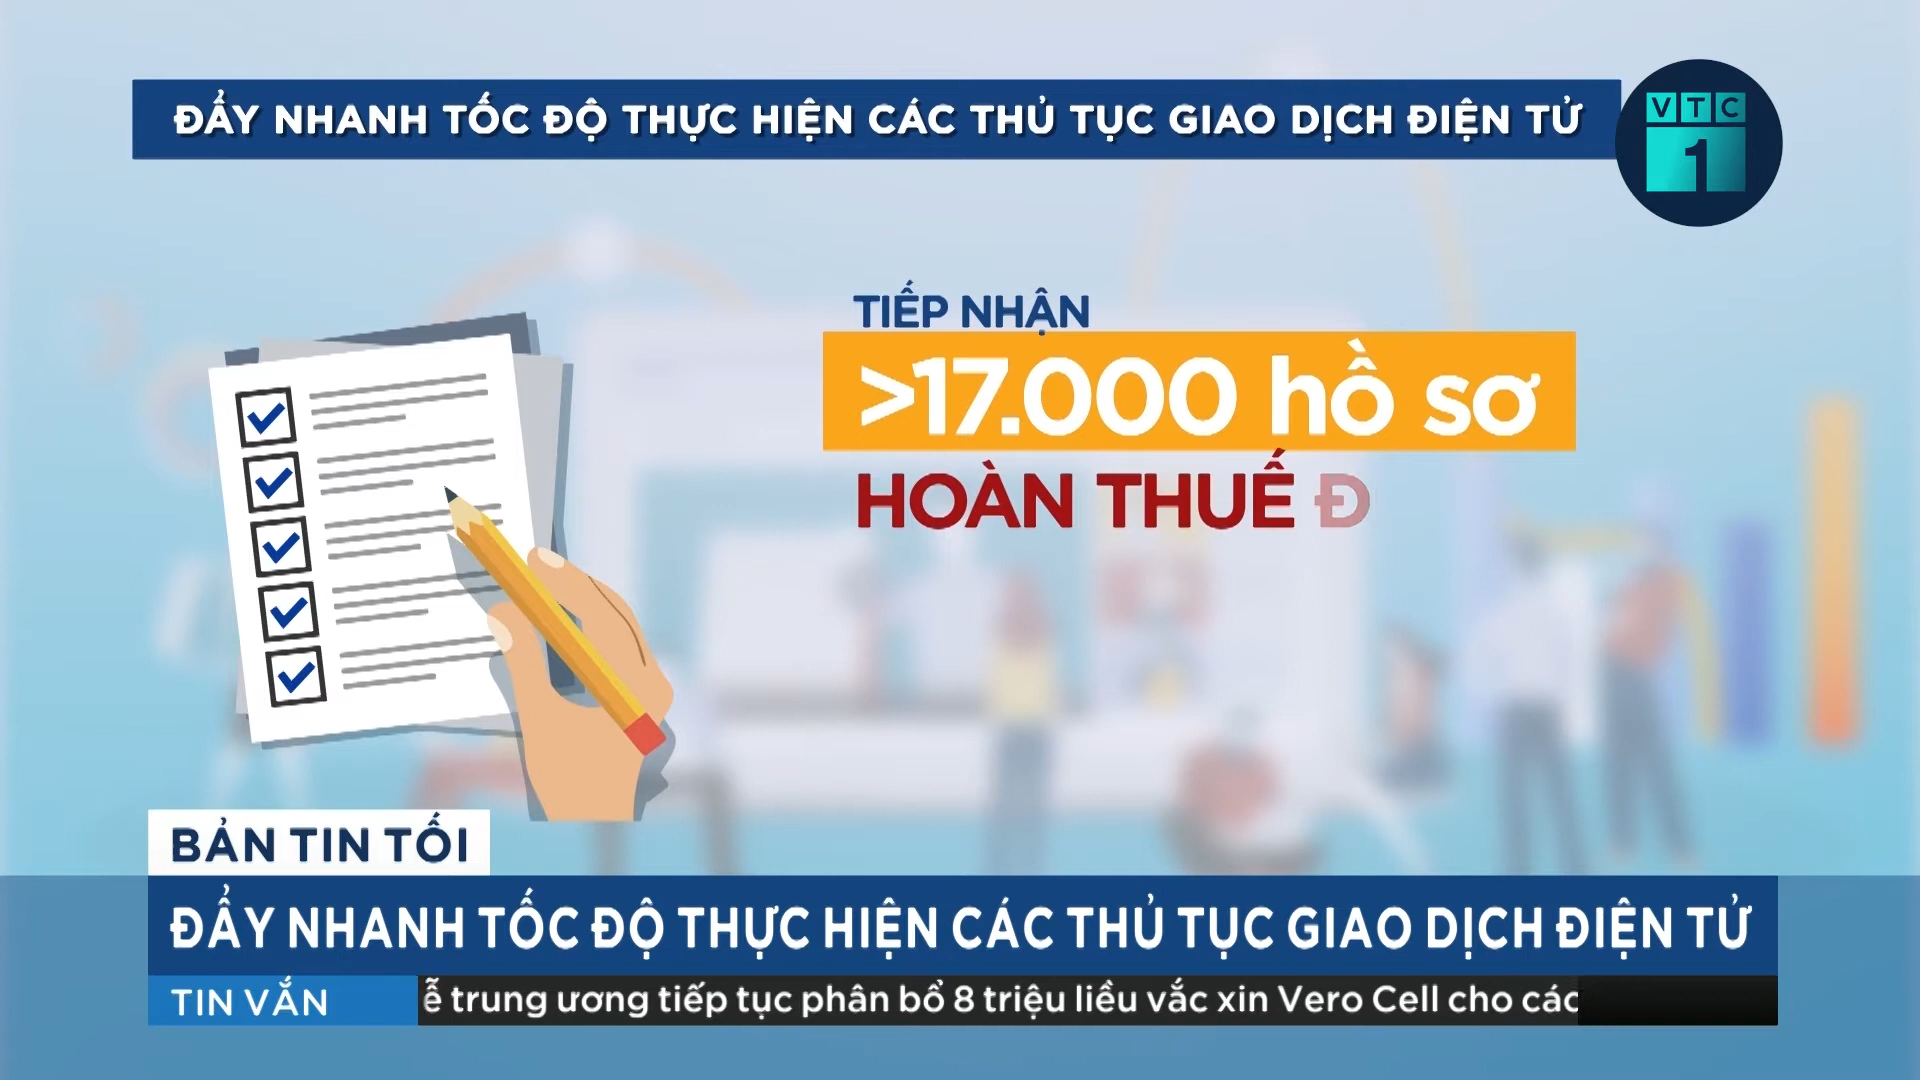 ĐẨY NHANH TỐC ĐỘ THỰC HIỆN CÁC THỦ TỤC GIAO DỊCH ĐIỆN TỬ
VTC
1
TIẾP NHẬN
>17.000 hồ sơ
HOÀN THUẾ Đ
BẢN TIN TỐI
ĐẨY NHANH TỐC ĐỘ THỰC HIỆN CÁC THỦ TỤC GIAO DỊCH ĐIỆN TỬ
TIN VẮN
ễ trung ương tiếp tục phân bổ 8 triệu liều vắc xin Vero Cell cho các